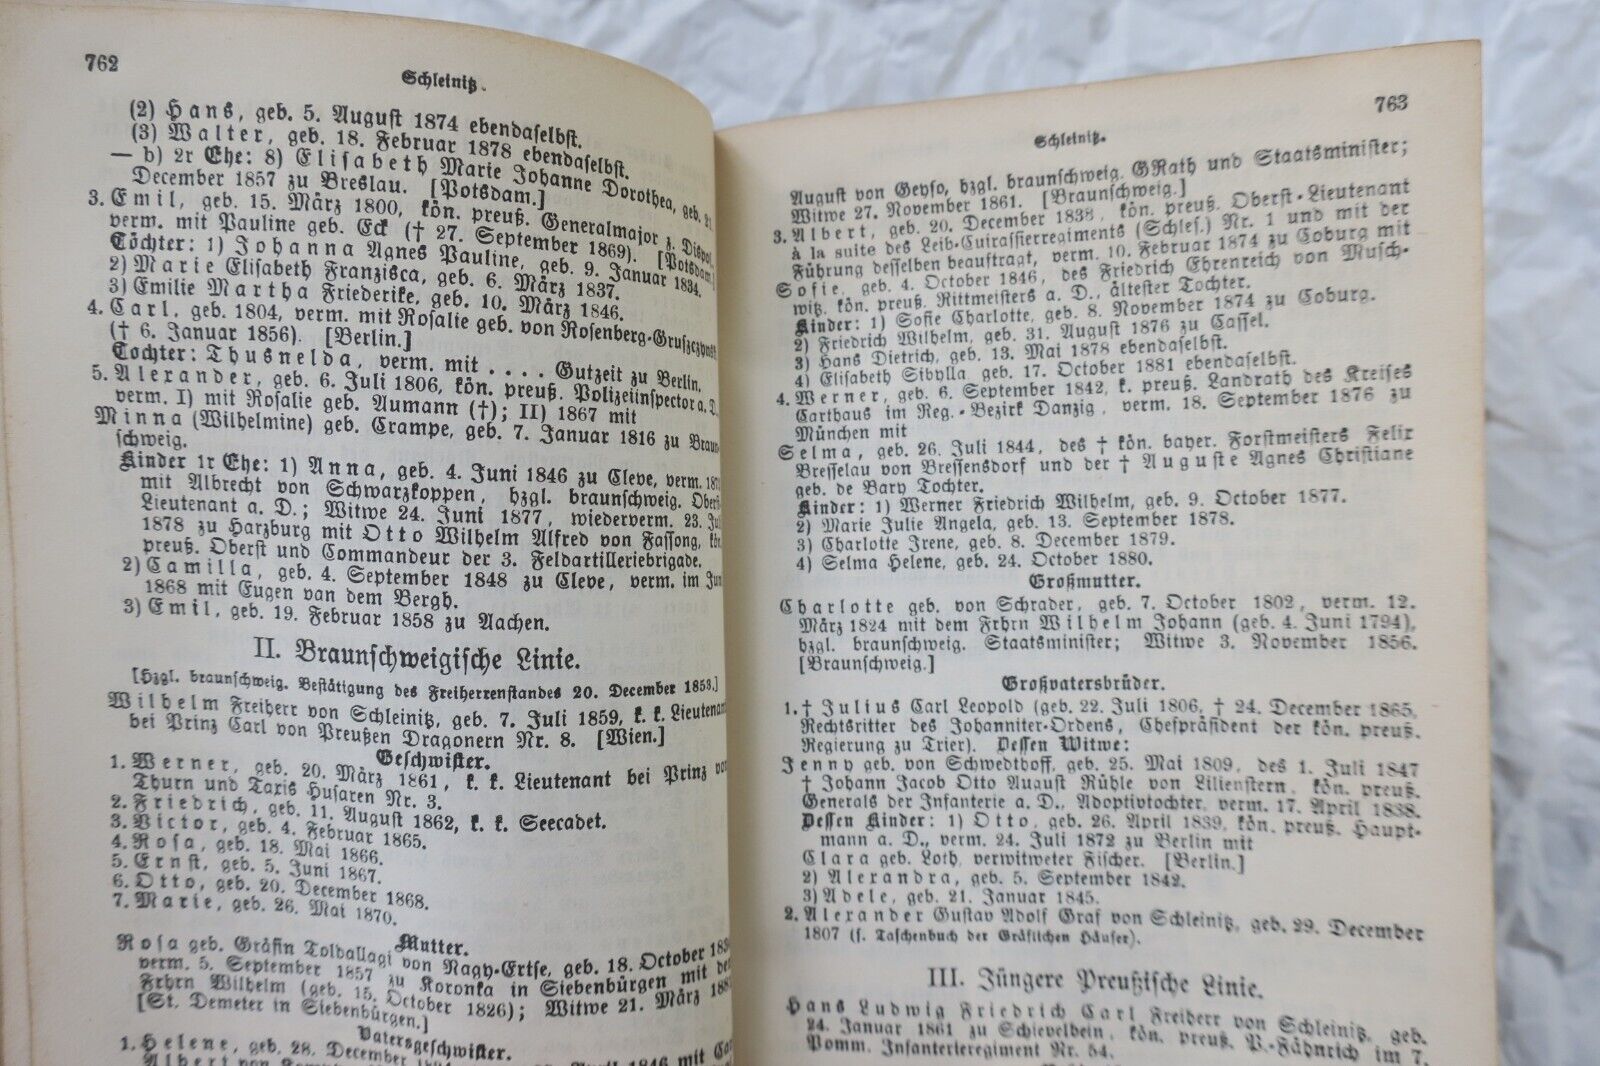 762
Schleinitz.
(2) Hans, geb. 5. August 1874 ebendaselbst.
(3) Walter, geb. 18. Februar 1878 ebendaselbst.
— b) 2r Ehe: 8) Elisabeth Marie Johanne Dorothea, geb. 21.
December 1857 zu Breslau. [Potsdam.]
3. Emil, geb. 15. März 1800, kön. preuß. Generalmajor z. Dispos.,
verm. mit Pauline geb. Eck († 27. September 1869). [Potsdam.]
Töchter: 1) Johanna Agnes Pauline, geb. 9. Januar 1834.
2) Marie Elisabeth Franzisca, geb. 6. März 1837.
3) Emilie Martha Friederike, geb. 10. März 1846.
4. Carl, geb. 1804, verm. mit Rosalie geb. von Rosenberg-Gruszczynski
(† 6. Januar 1856). [Berlin.]
Tochter: Thusnelda, verm. mit .... Gutzeit zu Berlin.
5. Alexander, geb. 6. Juli 1806, kön. preuß. Polizeiinspector a. D.,
verm. I) mit Rosalie geb. Aumann (†); II) 1867 mit
Minna (Wilhelmine) geb. Crampe, geb. 7. Januar 1816 zu Braun-
schweig.
Kinder 1r Ehe: 1) Anna, geb. 4. Juni 1846 zu Cleve, verm.
mit Albrecht von Schwarzkoppen, hzgl. braunschweig. Oberst-
Lieutenant a. D.; Witwe 24. Juni 1877, wiederverm. 23. Juli
1878 zu Harzburg mit Otto Wilhelm Alfred von Fassong, kön.
preuß. Oberst und Commandeur der 3. Feldartilleriebrigade.
2) Camilla, geb. 4. September 1848 zu Cleve, verm. im
1868 mit Eugen van dem Bergh.
3) Emil, geb. 19. Februar 1858 zu Aachen.
II. Braunschweigische Linie.
[Hzgl. braunschweig. Bestätigung des Freiherrenstandes 20. December 1853.]
Wilhelm Freiherr von Schleinitz, geb. 7. Juli 1859, k. k. Lieutenant
bei Prinz Carl von Preußen Dragonern Nr. 8. [Wien.]
Geschwister.
1. Werner, geb. 20. März 1861, k. k. Lieutenant bei Prinz von
Thurn und Taxis Husaren Nr. 3.
2. Friedrich, geb. 11. August 1862, k. k. Seecadet.
3. Victor, geb. 4. Februar 1865.
4. Rosa, geb. 18. Mai 1866.
5. Ernst, geb. 5. Juni 1867.
6. Otto, geb. 20. December 1868.
7. Marie, geb. 26. Mai 1870.
Mutter.
Rosa geb. Gräfin Toldallagi von Nagy-Ertse, geb. 18. October
verm. 5. September 1857 zu Koronka in Siebenbürgen mit dem
Frhrn Wilhelm (geb. 15. October 1826); Witwe 21. März
[St. Demeter in Siebenbürgen.]
Vatersgeschwister.
1. Helene, geb. 28. December
763
Schleinitz.
August von Geyso, hzgl. braunschweig. GRath und Staatsminister;
Witwe 27. November 1861. [Braunschweig.]
3. Albert, geb. 20. December 1838, kön. preuß. Oberst-Lieutenant
à la suite des Leib-Cuirassierregiments (Schles.) Nr. 1 und mit der
Führung desselben beauftragt, verm. 10. Februar 1874 zu Coburg mit
Sofie, geb. 4. October 1846, des Friedrich Ehrenreich von Musch-
witz, kön. preuß. Rittmeisters a. D., ältester Tochter.
Kinder: 1) Sofie Charlotte, geb. 8. November 1874 zu Coburg.
2) Friedrich Wilhelm, geb. 31. August 1876 zu Cassel.
3) Hans Dietrich, geb. 13. Mai 1878 ebendaselbst.
4) Elisabeth Sibylla, geb. 17. October 1881 ebendaselbst.
4. Werner, geb. 6. September 1842, k. preuß. Landrath des Kreises
Carthaus im Reg.-Bezirk Danzig, verm. 18. September 1876 zu
München mit
Selma, geb. 26. Juli 1844, des † kön. bayer. Forstmeisters Felix
Bresselau von Bressensdorf und der † Auguste Agnes Christiane
geb. de Bary Tochter.
Kinder: 1) Werner Friedrich Wilhelm, geb. 9. October 1877.
2) Marie Julie Angela, geb. 13. September 1878.
3) Charlotte Irene, geb. 8. December 1879.
4) Selma Helene, geb. 24. October 1880.
Großmutter.
Charlotte geb. von Schrader, geb. 7. October 1802, verm. 12.
März 1824 mit dem Frhrn Wilhelm Johann (geb. 4. Juni 1794),
hzgl. braunschweig. Staatsminister; Witwe 3. November 1856.
[Braunschweig.]
Großvatersbrüder.
1. † Julius Carl Leopold (geb. 22. Juli 1806, † 24. December 1865,
Rechtsritter des Johanniter-Ordens, Chefpräsident der kön. preuß.
Regierung zu Trier). Dessen Witwe:
Jenny geb. von Schwedthoff, geb. 25. Mai 1809, des 1. Juli 1847
† Johann Jacob Otto August Rühle von Lilienstern, kön. preuß.
Generals der Infanterie a. D., Adoptivtochter, verm. 17. April 1838.
Dessen Kinder: 1) Otto, geb. 26. April 1839, kön. preuß. Haupt-
mann a. D., verm. 24. Juli 1872 zu Berlin mit
Clara geb. Loth, verwitweter Fischer. [Berlin.]
2) Alexandra, geb. 5. September 1842.
3) Adele, geb. 21. Januar 1845.
2. Alexander Gustav Adolf Graf von Schleinitz, geb. 29. December
1807 (s. Taschenbuch der Gräflichen Häuser).
III. Jüngere Preußische Linie.
Hans Ludwig Friedrich Carl Freiherr von Schleinitz, geb.
24. Januar 1861 zu Schievelbein, kön. preuß. P.-Fähnrich im 7.
Pomm. Infanterieregiment Nr. 54.